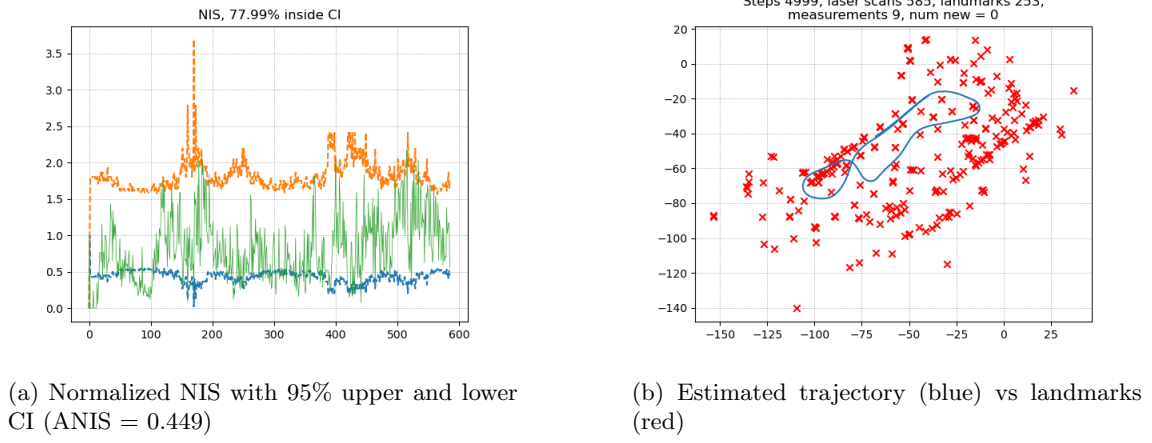 NIS, 77.99% inside CI
3.5
3.0
2.5
2.0
1.5
1.0
0.5
0.0
0 100 200 300 400 500 600
(a) Normalized NIS with 95% upper and lower
CI (ANIS = 0.449)
Steps 4999, laser scans 585, landmarks 253,
measurements 9, num new = 0
20
0
−20
−40
−60
−80
−100
−120
−140
−150 −125 −100 −75 −50 −25 0 25
(b) Estimated trajectory (blue) vs landmarks
(red)